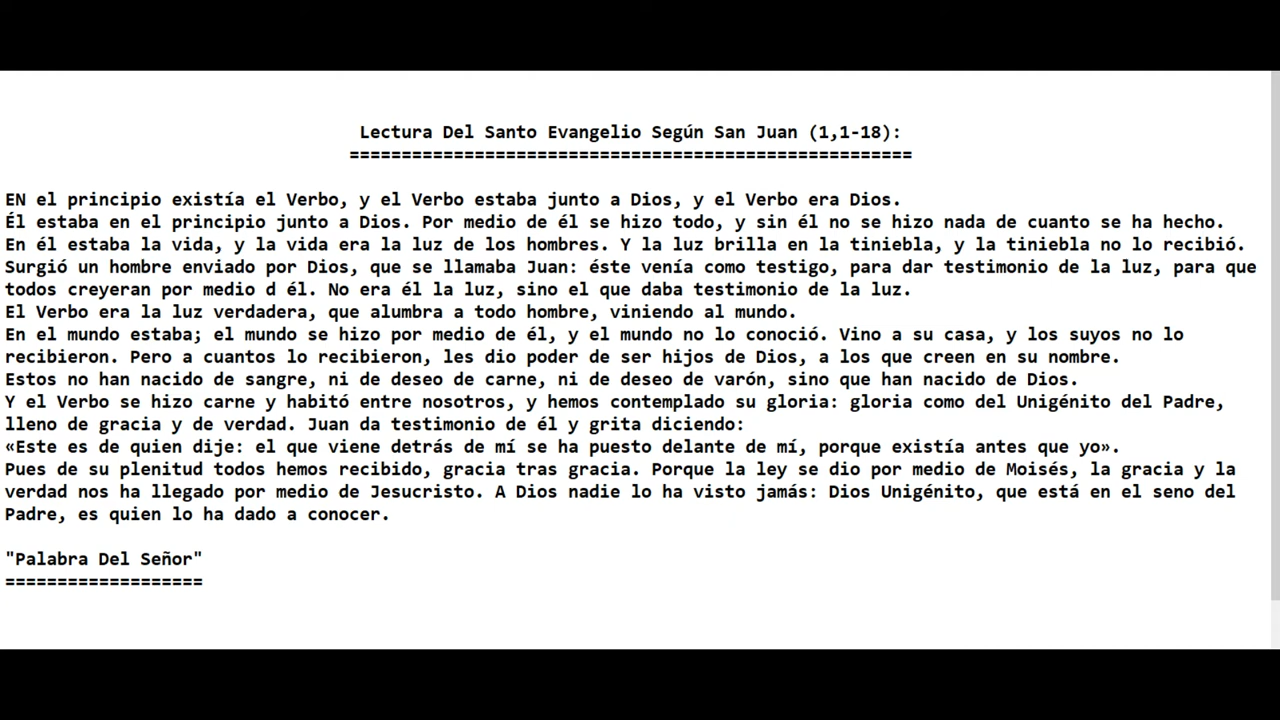 Lectura Del Santo Evangelio Según San Juan (1,1-18):
======================================================
EN el principio existía el Verbo, y el Verbo estaba junto a Dios, y el Verbo era Dios.
Él estaba en el principio junto a Dios. Por medio de él se hizo todo, y sin él no se hizo nada de cuanto se ha hecho.
En él estaba la vida, y la vida era la luz de los hombres. Y la luz brilla en la tiniebla, y la tiniebla no lo recibió.
Surgió un hombre enviado por Dios, que se llamaba Juan: éste venía como testigo, para dar testimonio de la luz, para que
todos creyeran por medio d él. No era él la luz, sino el que daba testimonio de la luz.
El Verbo era la luz verdadera, que alumbra a todo hombre, viniendo al mundo.
En el mundo estaba; el mundo se hizo por medio de él, y el mundo no lo conoció. Vino a su casa, y los suyos no lo
recibieron. Pero a cuantos lo recibieron, les dio poder de ser hijos de Dios, a los que creen en su nombre.
Estos no han nacido de sangre, ni de deseo de carne, ni de deseo de varón, sino que han nacido de Dios.
Y el Verbo se hizo carne y habitó entre nosotros, y hemos contemplado su gloria: gloria como del Unigénito del Padre,
lleno de gracia y de verdad. Juan da testimonio de él y grita diciendo:
«Este es de quien dije: el que viene detrás de mí se ha puesto delante de mí, porque existía antes que yo».
Pues de su plenitud todos hemos recibido, gracia tras gracia. Porque la ley se dio por medio de Moisés, la gracia y la
verdad nos ha llegado por medio de Jesucristo. A Dios nadie lo ha visto jamás: Dios Unigénito, que está en el seno del
Padre, es quien lo ha dado a conocer.
"Palabra Del Señor"
===================